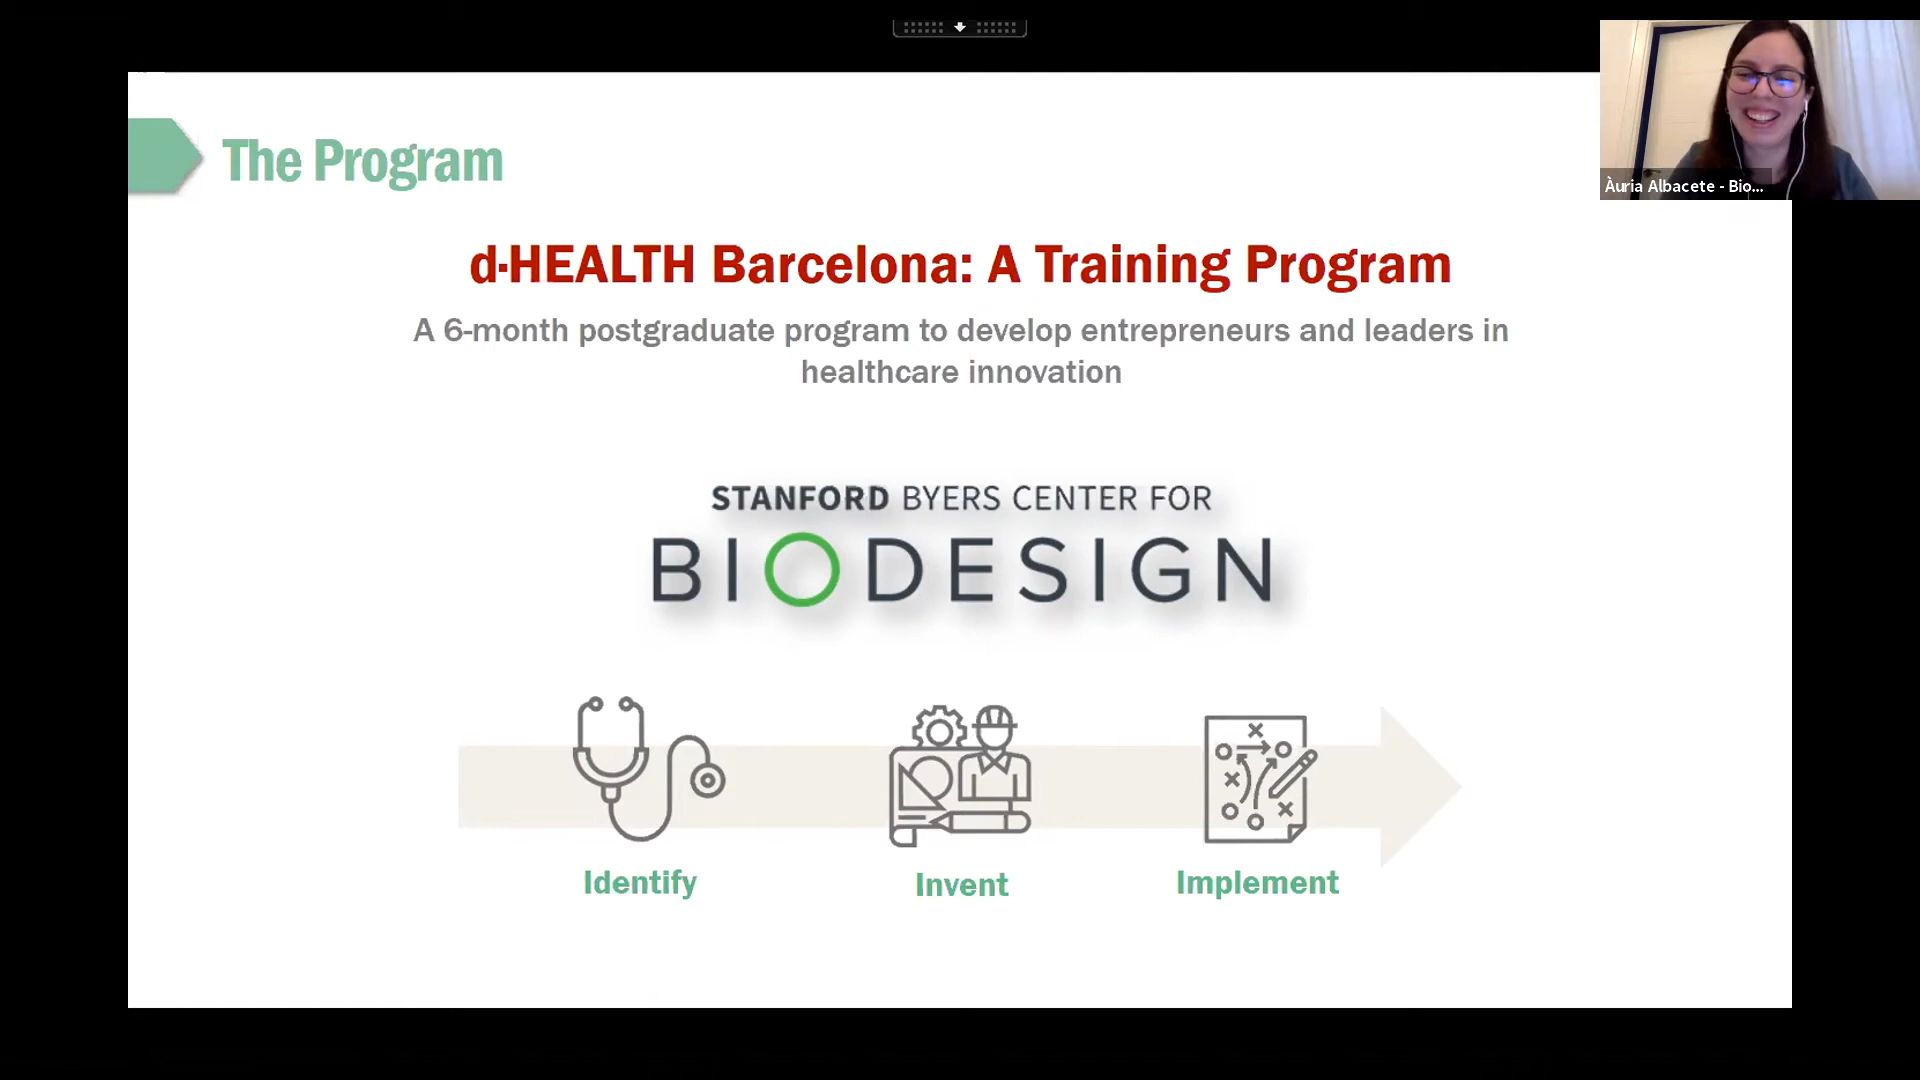 The Program
Àuria Albacete - Bio...
d·HEALTH Barcelona: A Training Program
A 6-month postgraduate program to develop entrepreneurs and leaders in
healthcare innovation
STANFORD BYERS CENTER FOR
BIODESIGN
Identify
Invent
Implement